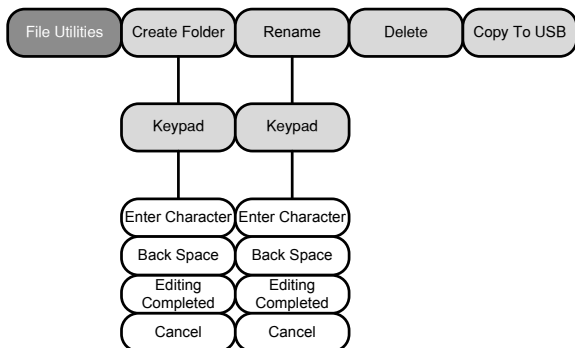 File Utilities
Create Folder
Rename
Delete
Copy To USB
Keypad
Keypad
Enter Character
Enter Character
Back Space
Back Space
Editing
Completed
Editing
Completed
Cancel
Cancel